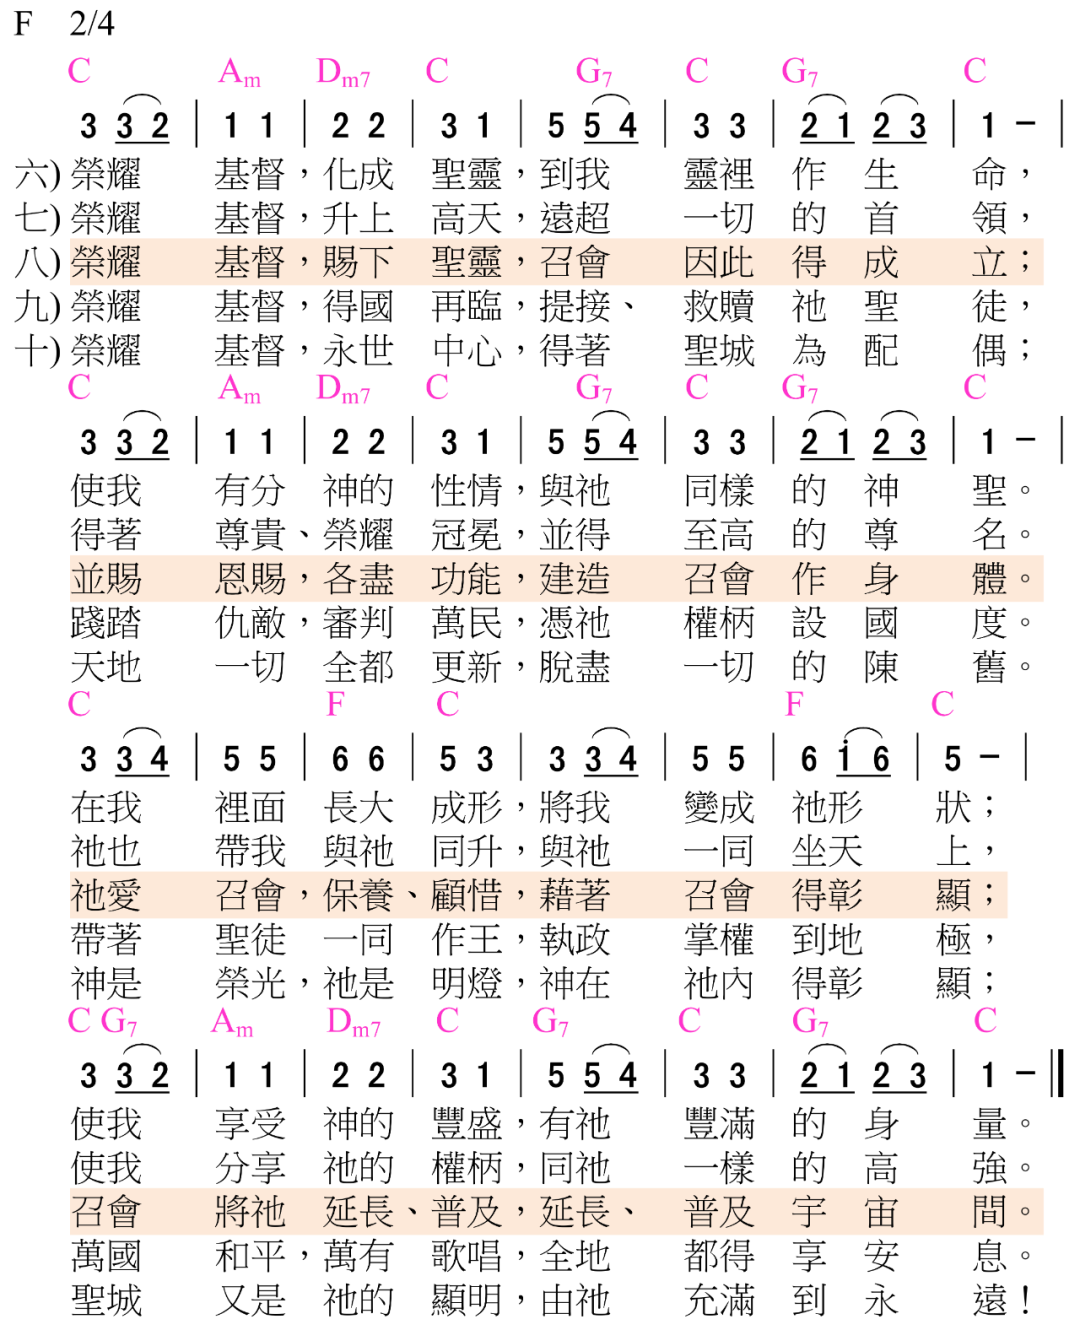 F 2/4
C Am Dm7 C G7 C G7 C
3 3 2 | 1 1 | 2 2 | 3 1 | 5 5 4 | 3 3 | 2 1 2 3 | 1 – |
六) 榮耀 基督，化成 聖靈，到我 靈裡 作 生 命，
七) 榮耀 基督，升上 高天，遠超 一切 的 首 領，
八) 榮耀 基督，賜下 聖靈，召會 因此 得 成 立；
九) 榮耀 基督，得國 再臨，提接、 救贖 祂 聖 徒，
十) 榮耀 基督，永世 中心，得著 聖城 為 配 偶；
C Am Dm7 C G7 C G7 C
3 3 2 | 1 1 | 2 2 | 3 1 | 5 5 4 | 3 3 | 2 1 2 3 | 1 – |
使我 有分 神的 性情，與祂 同樣 的 神 聖。
得著 尊貴、榮耀 冠冕，並得 至高 的 尊 名。
並賜 恩賜，各盡 功能，建造 召會 作 身 體。
踐踏 仇敵，審判 萬民，憑祂 權柄 設 國 度。
天地 一切 全都 更新，脫盡 一切 的 陳 舊。
C F C F C
3 3 4 | 5 5 | 6 6 | 5 3 | 3 3 4 | 5 5 | 6 i 6 | 5 – |
在我 裡面 長大 成形，將我 變成 祂形 狀；
祂也 帶我 與祂 同升，與祂 一同 坐天 上，
祂愛 召會，保養、顧惜，藉著 召會 得彰 顯；
帶著 聖徒 一同 作王，執政 掌權 到地 極，
神是 榮光，祂是 明燈，神在 祂內 得彰 顯；
C G7 Am Dm7 C G7 C G7 C
3 3 2 | 1 1 | 2 2 | 3 1 | 5 5 4 | 3 3 | 2 1 2 3 | 1 – ‖
使我 享受 神的 豐盛，有祂 豐滿 的 身 量。
使我 分享 祂的 權柄，同祂 一樣 的 高 強。
召會 將祂 延長、普及，延長、 普及 宇 宙 間。
萬國 和平，萬有 歌唱，全地 都得 享 安 息。
聖城 又是 祂的 顯明，由祂 充滿 到 永 遠！